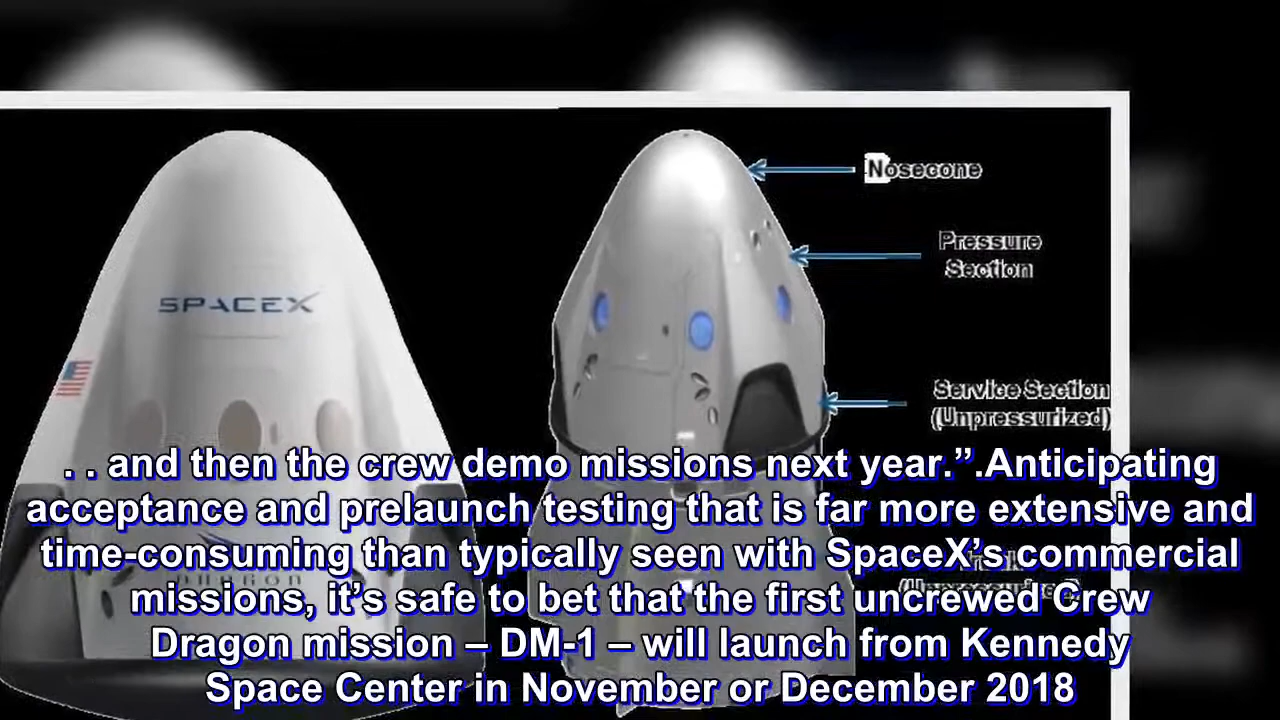 Nosecone
Pressure
Section
SPACEX
Service Section
(Unpressurized)
. . and then the crew demo missions next year.”.Anticipating
acceptance and prelaunch testing that is far more extensive and
time-consuming than typically seen with SpaceX’s commercial
DRAGON
missions, it’s safe to bet that the first uncrewed Crew
Dragon mission – DM-1 – will launch from Kennedy
Space Center in November or December 2018